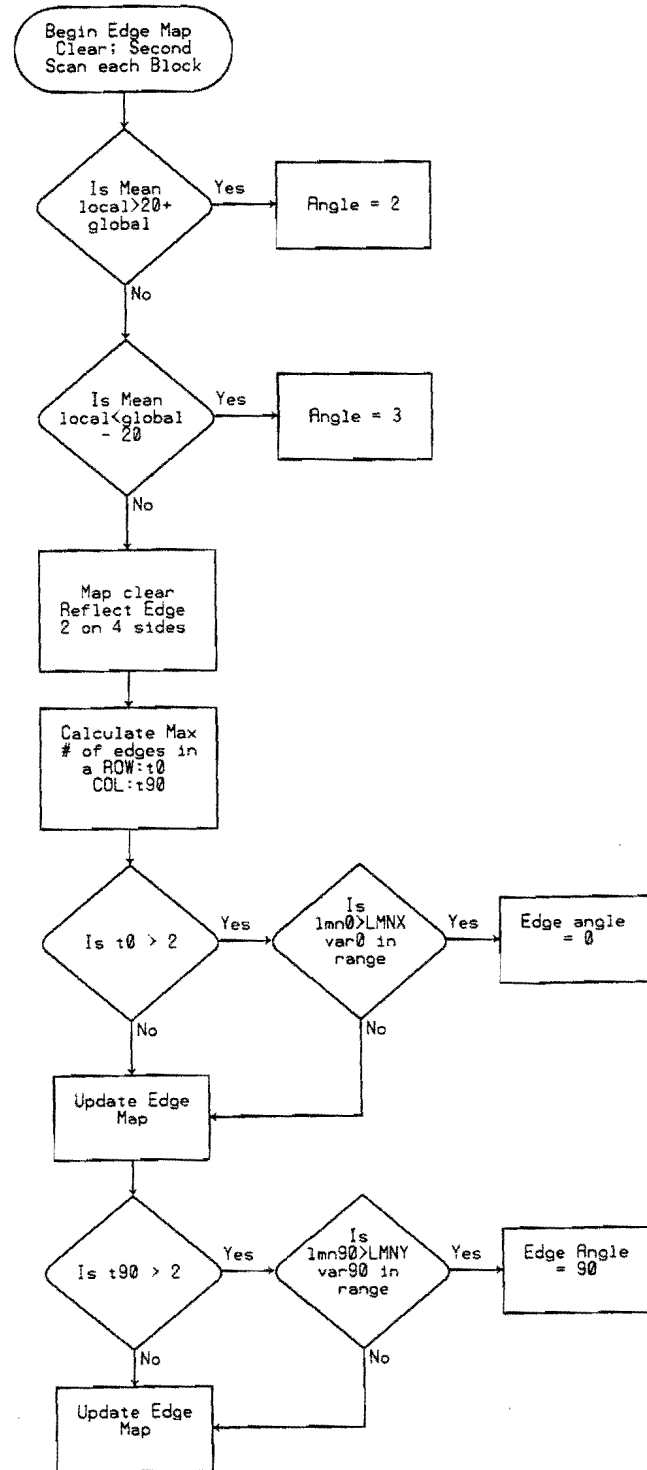 Begin Edge Map
Clear; Second
Scan each Block
Is Mean
local>20+
global
Yes
Angle = 2
No
Is Mean
local<global
- 20
Yes
Angle = 3
No
Map clear
Reflect Edge
2 on 4 sides
Calculate Max
# of edges in
a ROW:t0
COL:t90
Is t0 > 2
Yes
Is
lmn0>LMNX
var0 in
range
Yes
Edge angle
= 0
No
No
Update Edge
Map
Is t90 > 2
Yes
Is
lmn90>LMNY
var90 in
range
Yes
Edge Angle
= 90
No
No
Update Edge
Map